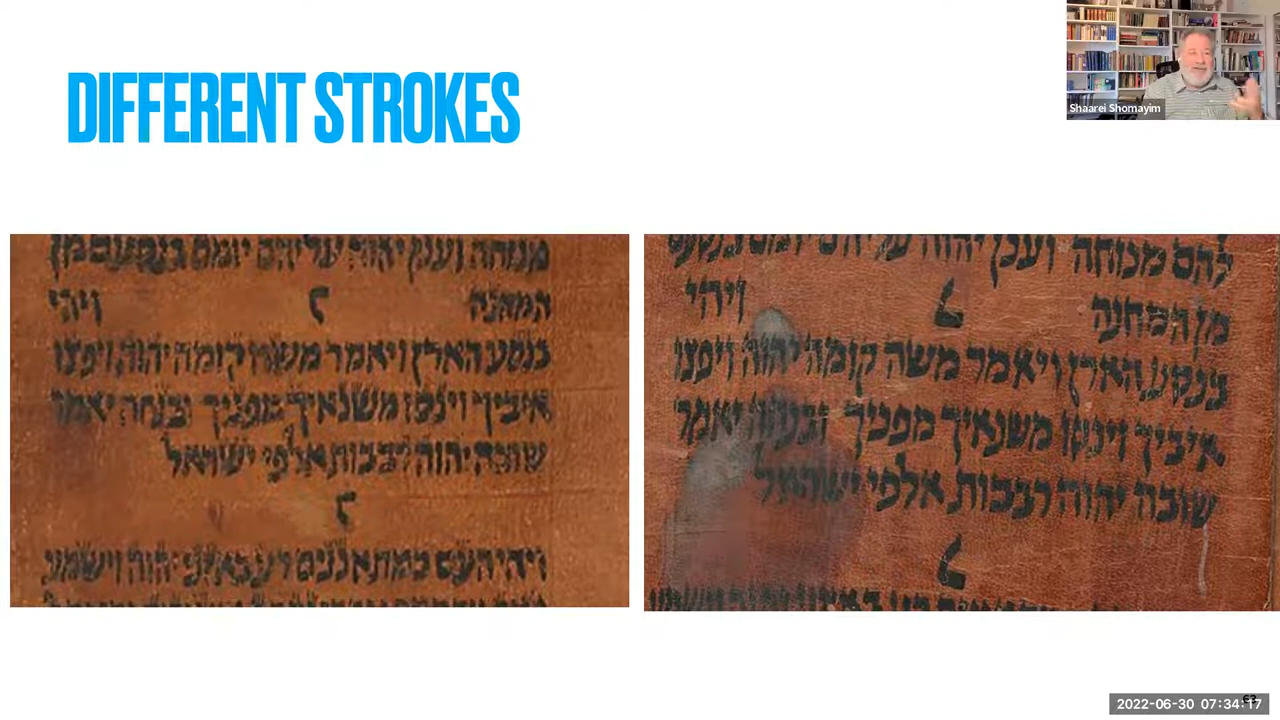 DIFFERENT STROKES
Shaarei Shomayim
מנוחה וענן יהוה עליהם יומם בנסעם מן
המחנה ׆ ויהי
בנסע הארן ויאמר משה קומה יהוה ויפצו
איביך וינסו משנאיך מפניך ובנחה יאמר
שובה יהוה רבבות אלפי ישראל
׆
ויהי העם כמתאננים רע באזני יהוה וישמע
להם מנוחה וענן יהוה עליהם יומם בנסעם
מן המחנה ׆ ויהי
בנסע הארן ויאמר משה קומה יהוה ויפצו
איביך וינסו משנאיך מפניך ובנחה יאמר
שובה יהוה רבבות אלפי ישראל
׆
2022-06-30 07:34:17